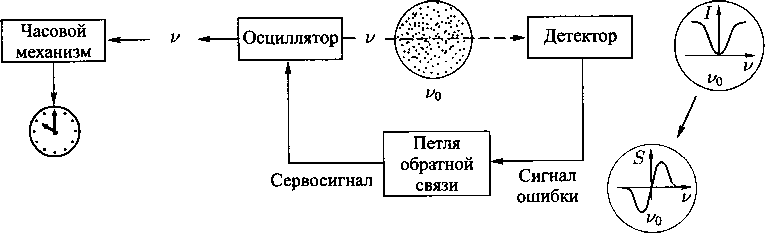 Часовой
механизм
ν
Осциллятор
ν
ν₀
Детектор
I
ν
ν₀
Петля
обратной
связи
Сервосигнал
Сигнал
ошибки
S
ν
ν₀